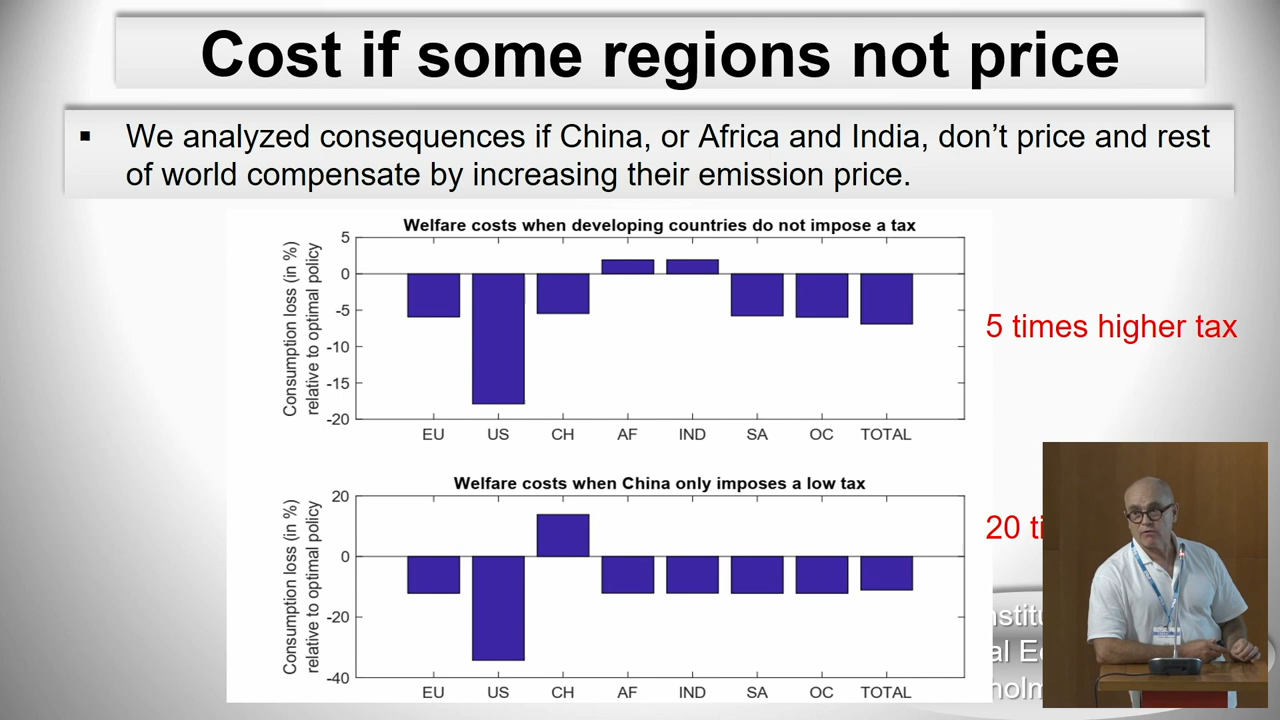 Cost if some regions not price
▪ We analyzed consequences if China, or Africa and India, don’t price and rest
of world compensate by increasing their emission price.
Welfare costs when developing countries do not impose a tax
Consumption loss (in %)
relative to optimal policy
5
0
-5
-10
-15
-20
EU US CH AF IND SA OC TOTAL
5 times higher tax
Welfare costs when China only imposes a low tax
Consumption loss (in %)
relative to optimal policy
20
0
-20
-40
EU US CH AF IND SA OC TOTAL
20